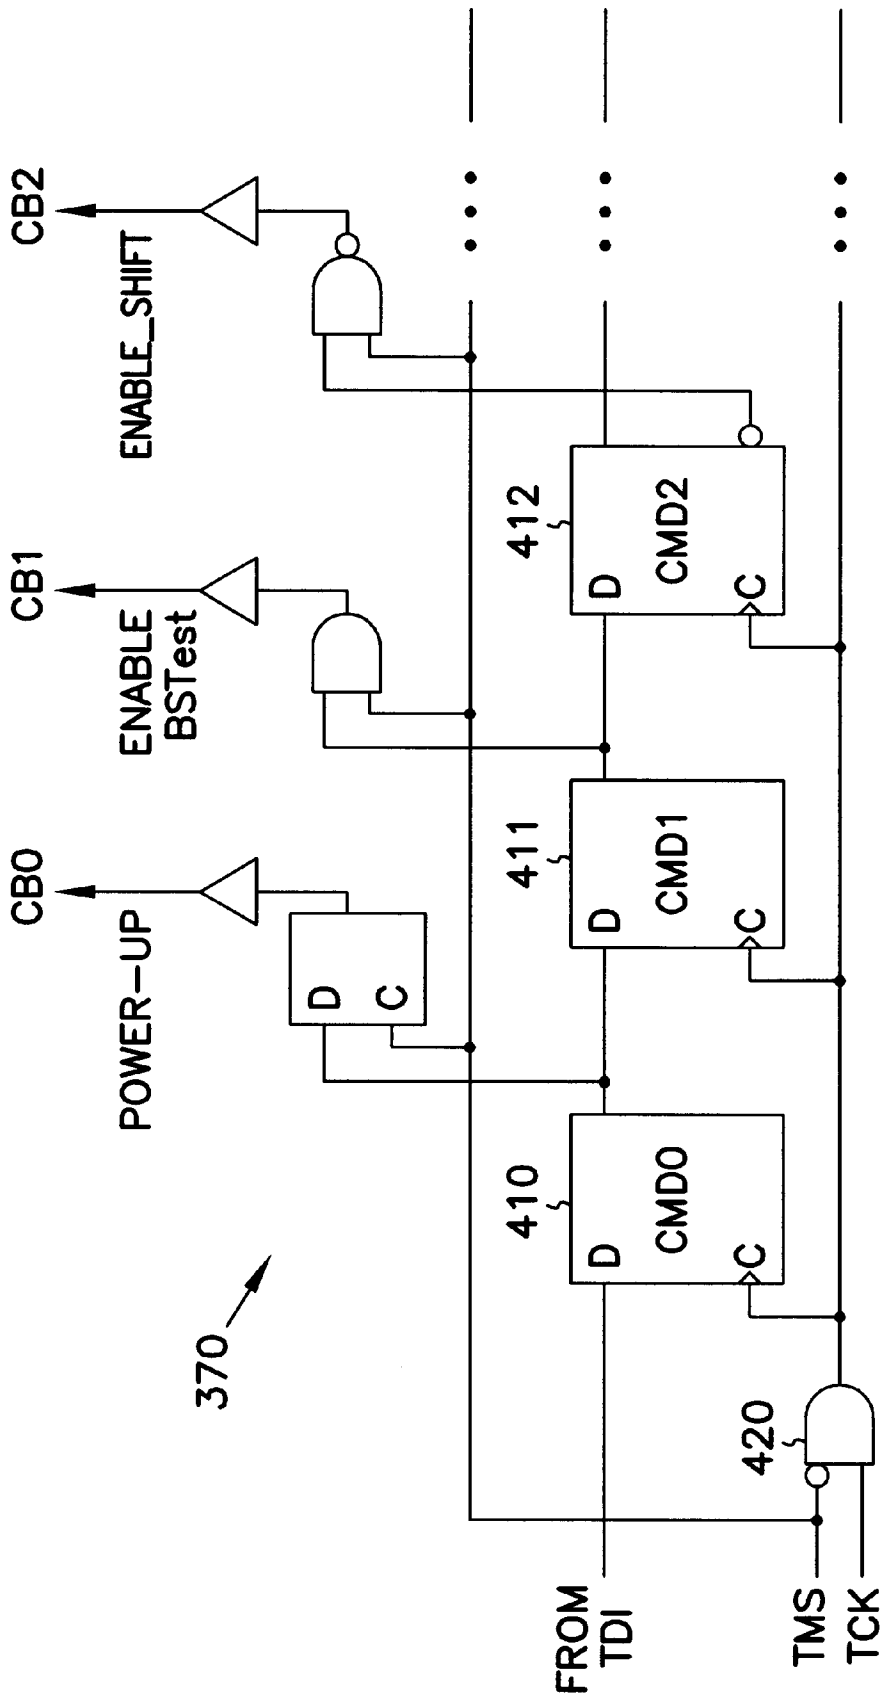 CB0
CB1
CB2
POWER-UP
ENABLE
BSTest
ENABLE_SHIFT
370
D
C
410
411
412
D
CMD0
C
D
CMD1
C
D
CMD2
C
420
FROM
TDI
TMS
TCK